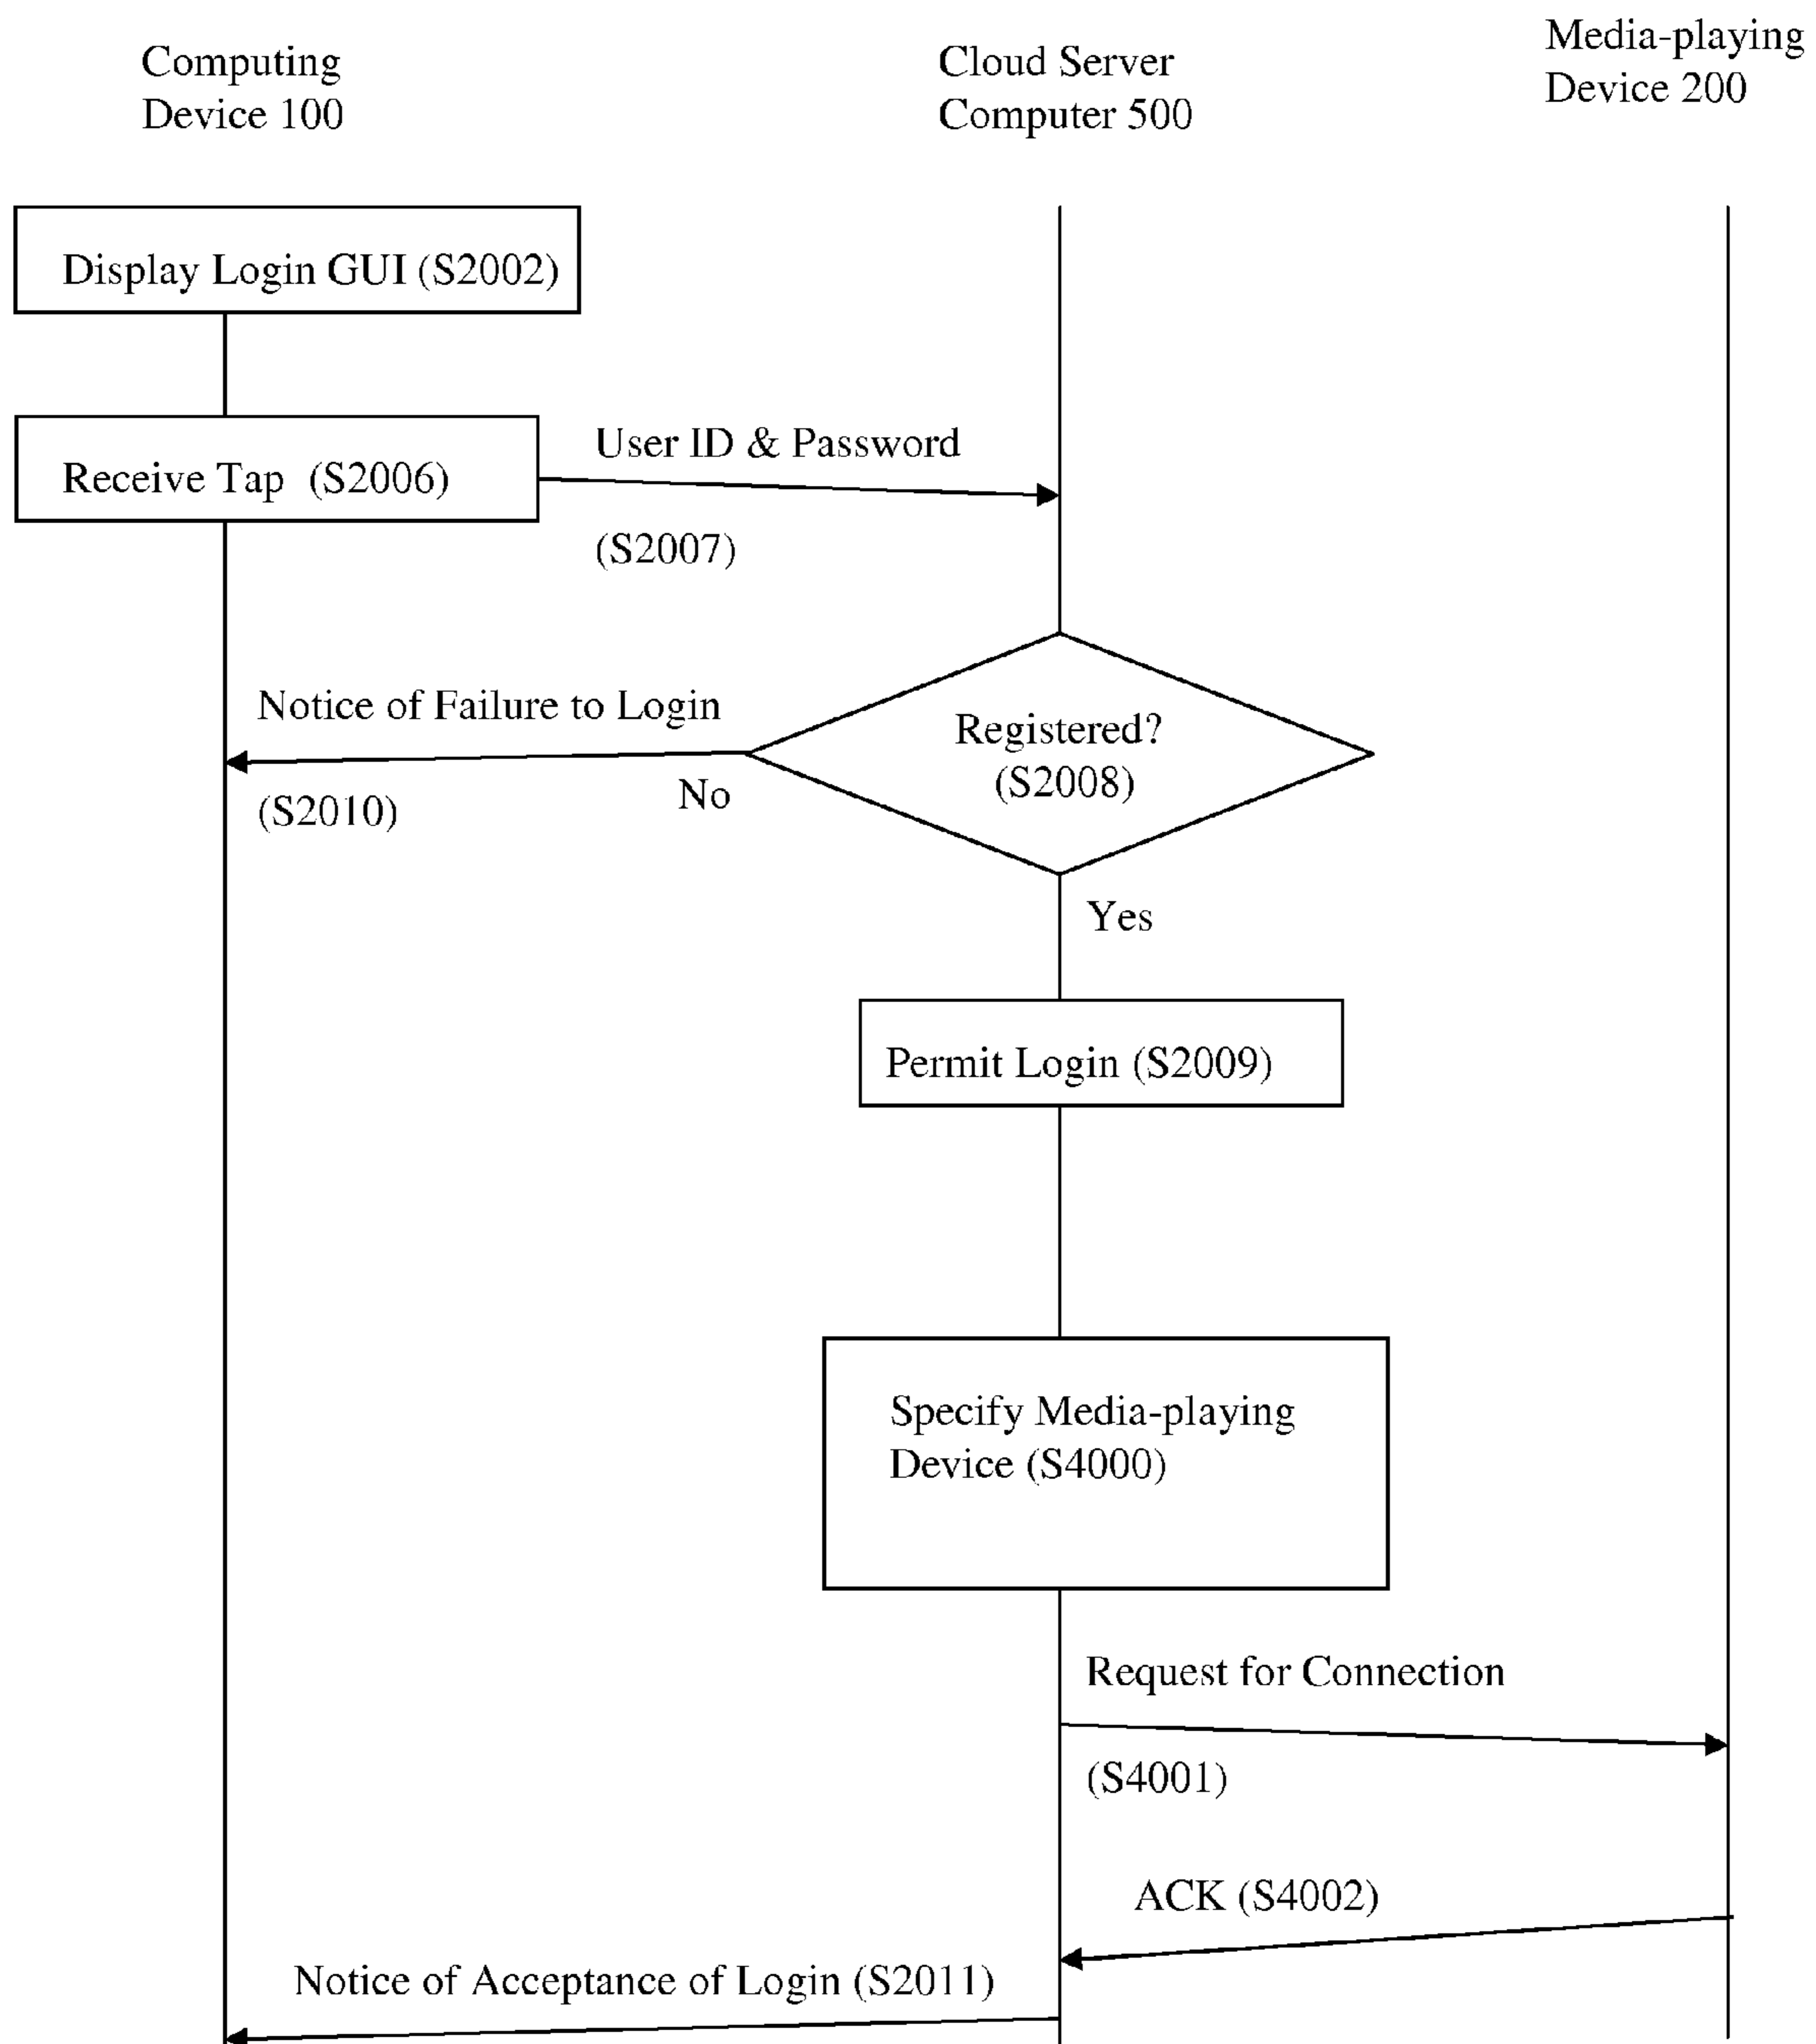 Computing
Device 100
Cloud Server
Computer 500
Media-playing
Device 200
Display Login GUI (S2002)
Receive Tap (S2006)
User ID & Password
(S2007)
Notice of Failure to Login
(S2010)
No
Registered?
(S2008)
Yes
Permit Login (S2009)
Specify Media-playing
Device (S4000)
Request for Connection
(S4001)
ACK (S4002)
Notice of Acceptance of Login (S2011)